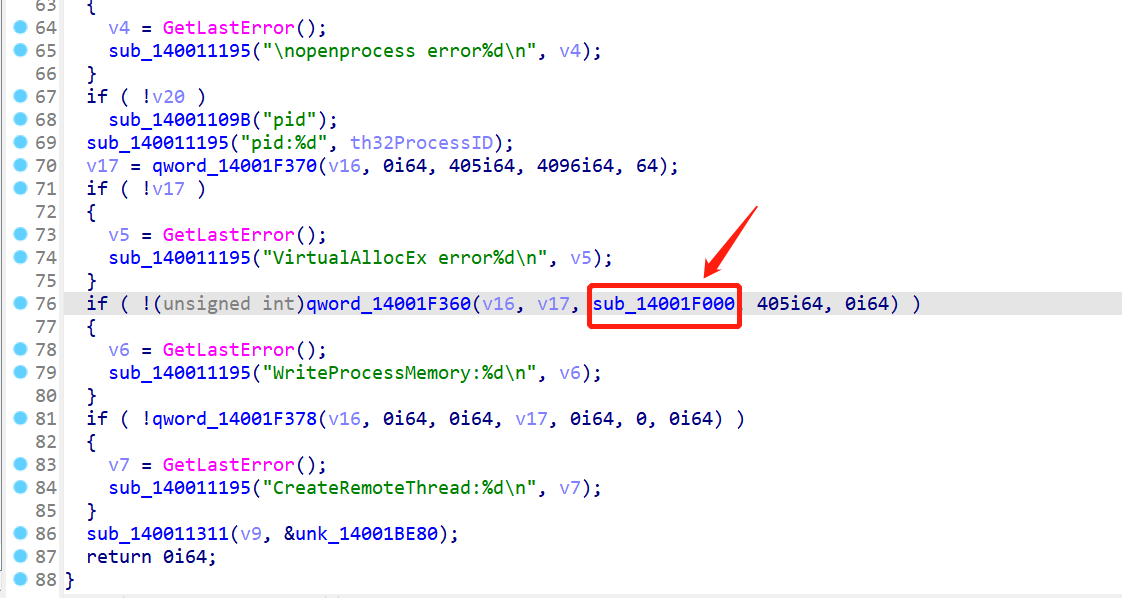 63 {
64 v4 = GetLastError();
65 sub_140011195("\nopenprocess error%d\n", v4);
66 }
67 if ( !v20 )
68 sub_14001109B("pid");
69 sub_140011195("pid:%d", th32ProcessID);
70 v17 = qword_14001F370(v16, 0i64, 405i64, 4096i64, 64);
71 if ( !v17 )
72 {
73 v5 = GetLastError();
74 sub_140011195("VirtualAllocEx error%d\n", v5);
75 }
76 if ( !(unsigned int)qword_14001F360(v16, v17, sub_14001F000 405i64, 0i64) )
77 {
78 v6 = GetLastError();
79 sub_140011195("WriteProcessMemory:%d\n", v6);
80 }
81 if ( !qword_14001F378(v16, 0i64, 0i64, v17, 0i64, 0, 0i64) )
82 {
83 v7 = GetLastError();
84 sub_140011195("CreateRemoteThread:%d\n", v7);
85 }
86 sub_140011311(v9, &unk_14001BE80);
87 return 0i64;
88 }